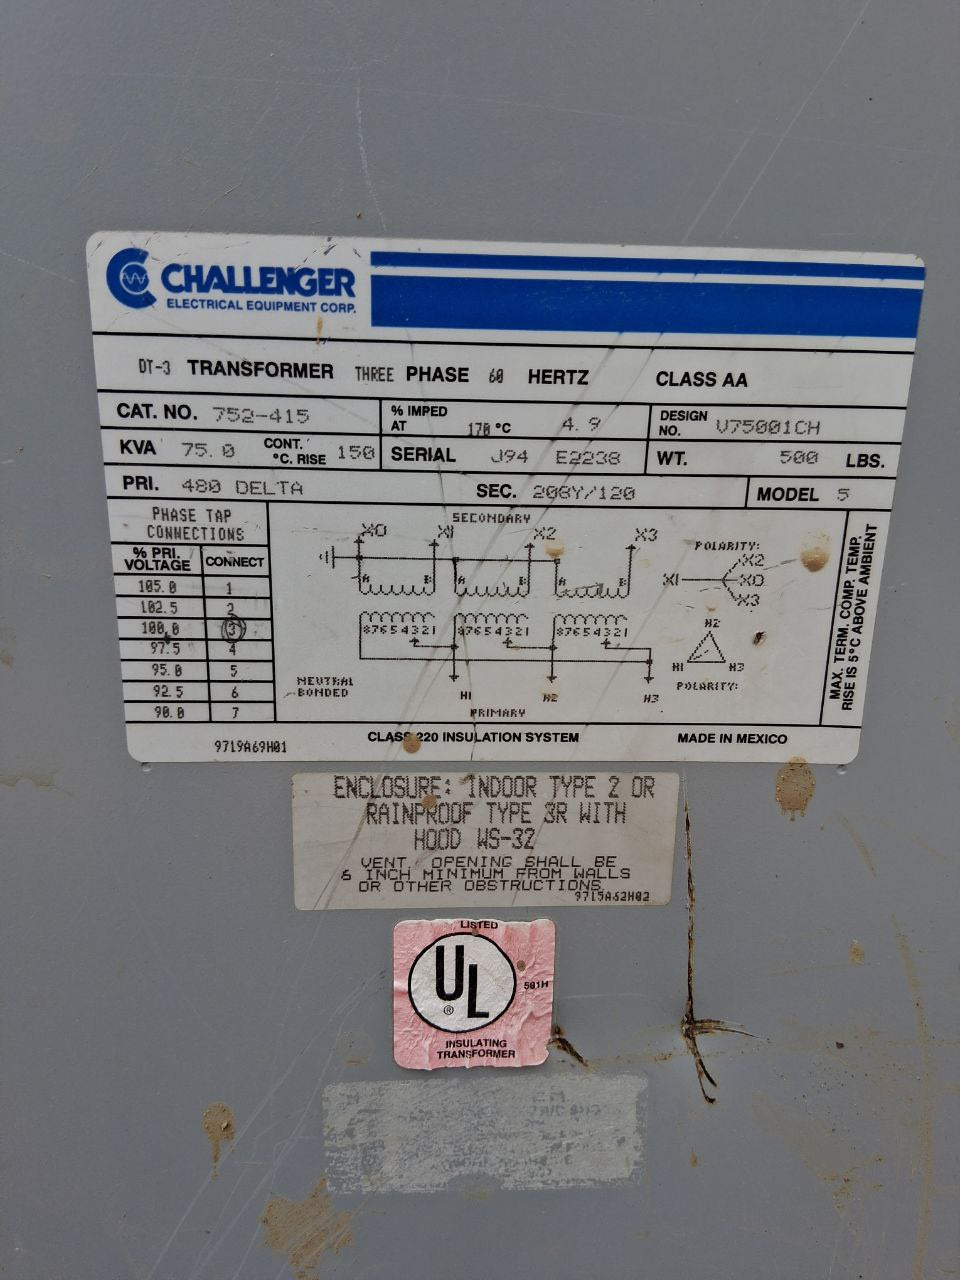 CHALLENGER
ELECTRICAL EQUIPMENT CORP.
DT-3 TRANSFORMER THREE PHASE 60 HERTZ CLASS AA
CAT. NO. 752-415 % IMPED AT 170 °C 4.9 DESIGN NO. V75001CH
KVA 75.0 CONT. °C. RISE 150 SERIAL J94 E2238 WT. 500 LBS.
PRI. 480 DELTA SEC. 208Y/120 MODEL 5
PHASE TAP
CONNECTIONS
% PRI. VOLTAGE CONNECT
105.0 1
102.5 2
100.0 3
97.5 4
95.0 5
92.5 6
90.0 7
SECONDARY
X0 X1 X2 X3
A B A B A B
87654321 87654321 87654321
NEUTRAL
BONDED
H1 H2 H3
PRIMARY
POLARITY:
X2
X1 X0
X3
H2
H1 H3
POLARITY:
MAX. TERM. COMP. TEMP.
RISE IS 5°C ABOVE AMBIENT
9719A69H01 CLASS 220 INSULATION SYSTEM MADE IN MEXICO
ENCLOSURE: INDOOR TYPE 2 OR
RAINPROOF TYPE 3R WITH
HOOD WS-32
VENT. OPENING SHALL BE
6 INCH MINIMUM FROM WALLS
OR OTHER OBSTRUCTIONS.
9715A62H02
LISTED
UL
®
591H
INSULATING
TRANSFORMER